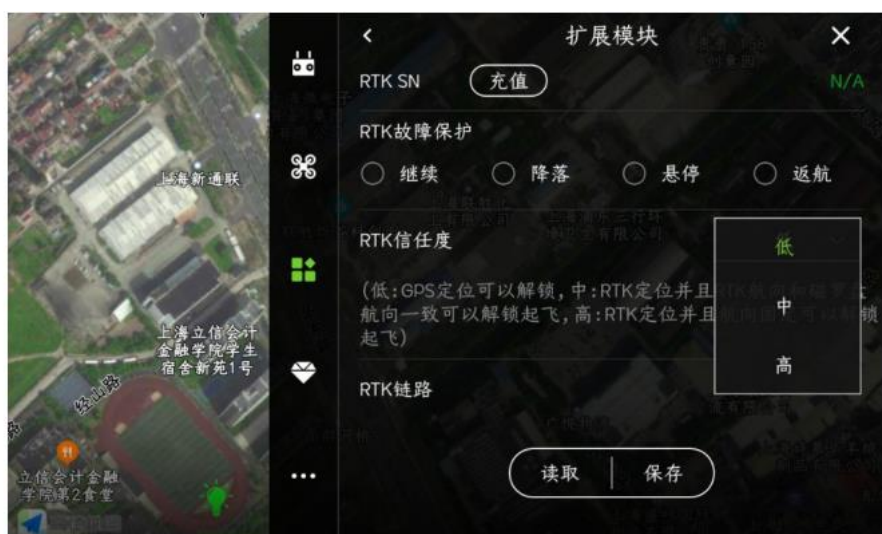 扩展模块
RTK SN
充值
N/A
RTK故障保护
继续
降落
悬停
返航
RTK信任度
低
中
高
(低:GPS定位可以解锁,中:RTK定位并且
航向一致可以解锁起飞,高:RTK定位并且 锁
起飞)
RTK链路
读取
保存
上海新通联
上海立信会计
金融学院学生
宿舍新苑1号
经山路
路
立信会计金融
学院第2食堂